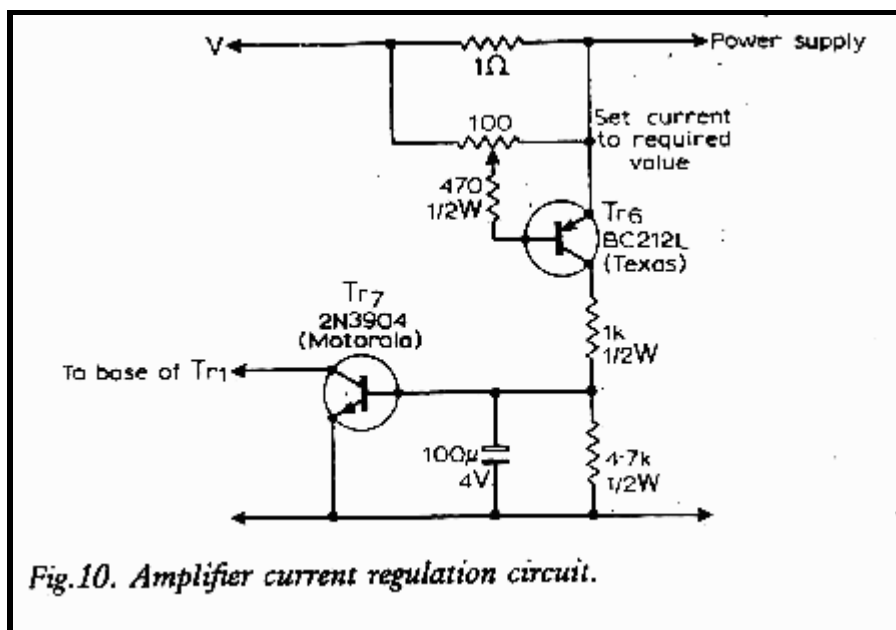 V
Power supply
1Ω
100
Set current
to required
value
470
1/2W
Tr6
BC212L
(Texas)
Tr7
2N3904
(Motorola)
1k
1/2W
To base of Tr1
100µ
4V
4·7k
1/2W
Fig.10. Amplifier current regulation circuit.